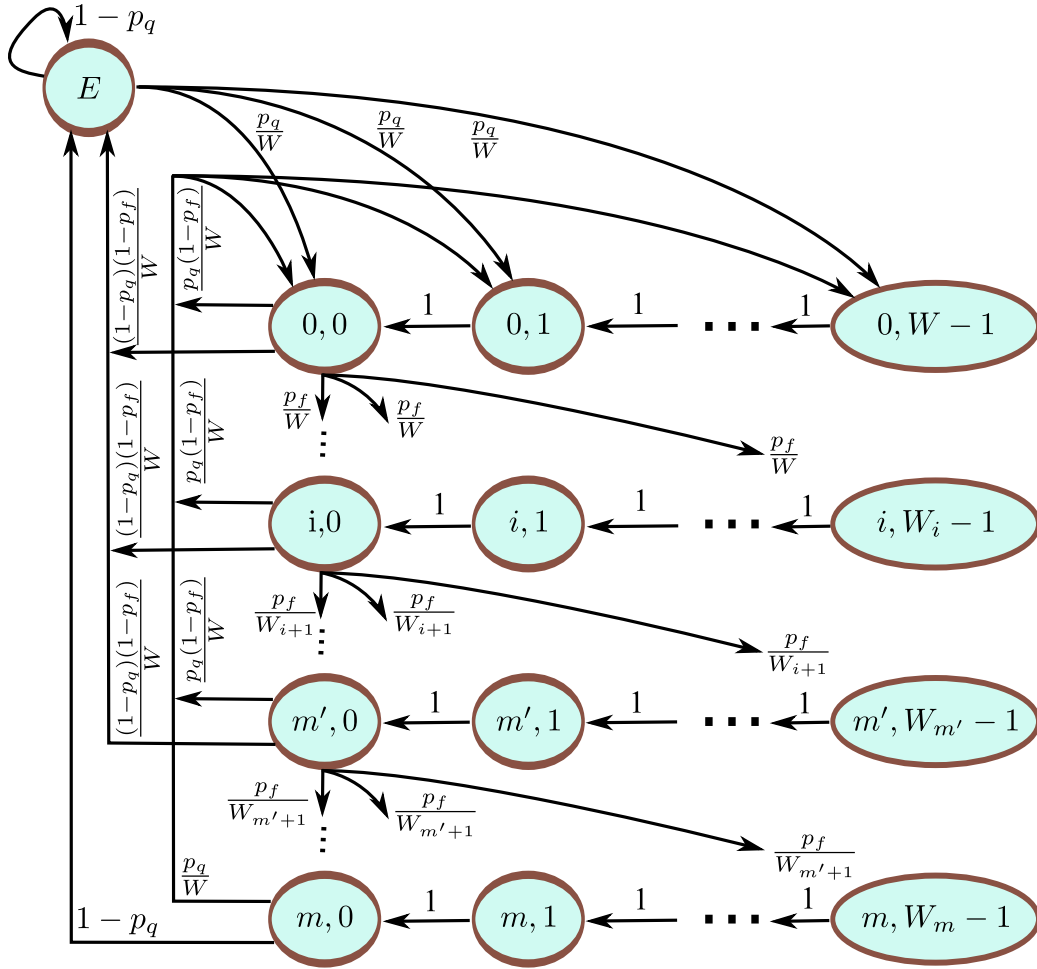 1 − p_q
E
p_q/W p_q/W p_q/W
(1−p_q)(1−p_f)/W p_q(1−p_f)/W
0,0 1 0,1 1 1 ... 1 0,W − 1
p_f/W p_f/W p_f/W
(1−p_q)(1−p_f)/W p_q(1−p_f)/W
i,0 1 i,1 1 ... 1 i,W_i − 1
p_f/W_{i+1} p_f/W_{i+1} p_f/W_{i+1}
(1−p_q)(1−p_f)/W p_q(1−p_f)/W
m′,0 1 m′,1 1 ... 1 m′,W_{m′} − 1
p_f/W_{m′+1} p_f/W_{m′+1} p_f/W_{m′+1}
p_q/W
1 − p_q
m,0 1 m,1 1 ... 1 m,W_m − 1